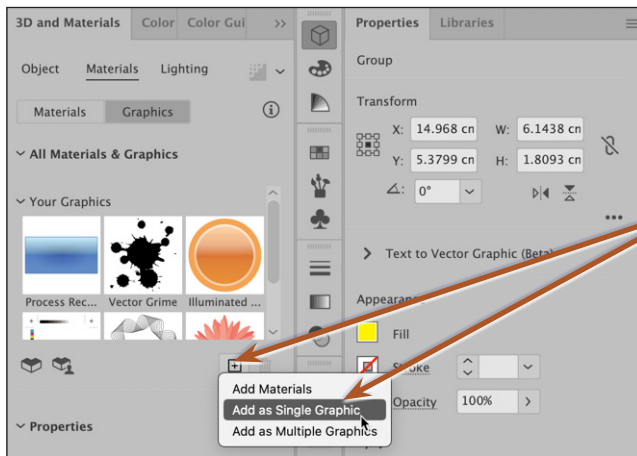 3D and Materials Color Color Gui >>
Properties Libraries
Object Materials Lighting
Materials Graphics
All Materials & Graphics
Your Graphics
Process Rec... Vector Grime Illuminated ...
Add Materials
Add as Single Graphic
Add as Multiple Graphics
Properties
Group
Transform
X: 14.968 cn W: 6.1438 cn
Y: 5.3799 cn H: 1.8093 cn
0°
Text to Vector Graphic (Beta)
Appearance
Fill
Stroke
Opacity 100%